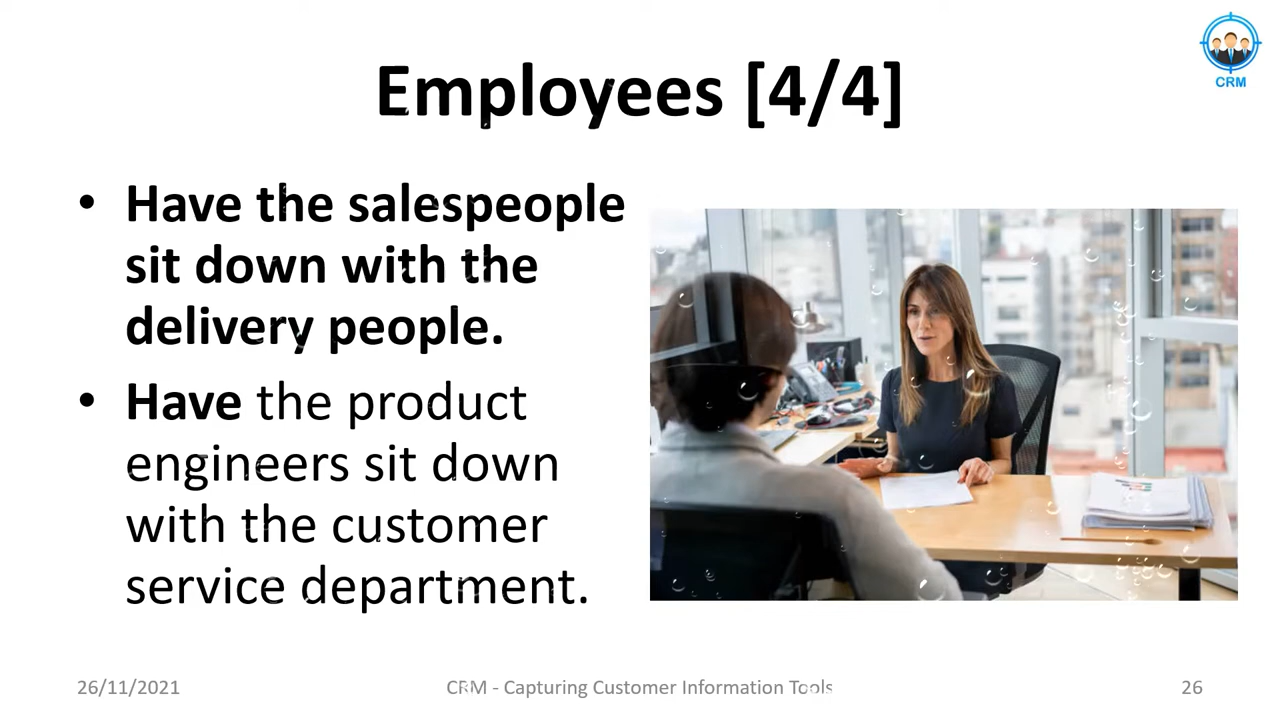 CRM
Employees [4/4]
• Have the salespeople
sit down with the
delivery people.
• Have the product
engineers sit down
with the customer
service department.
26/11/2021
CRM - Capturing Customer Information Tools
26